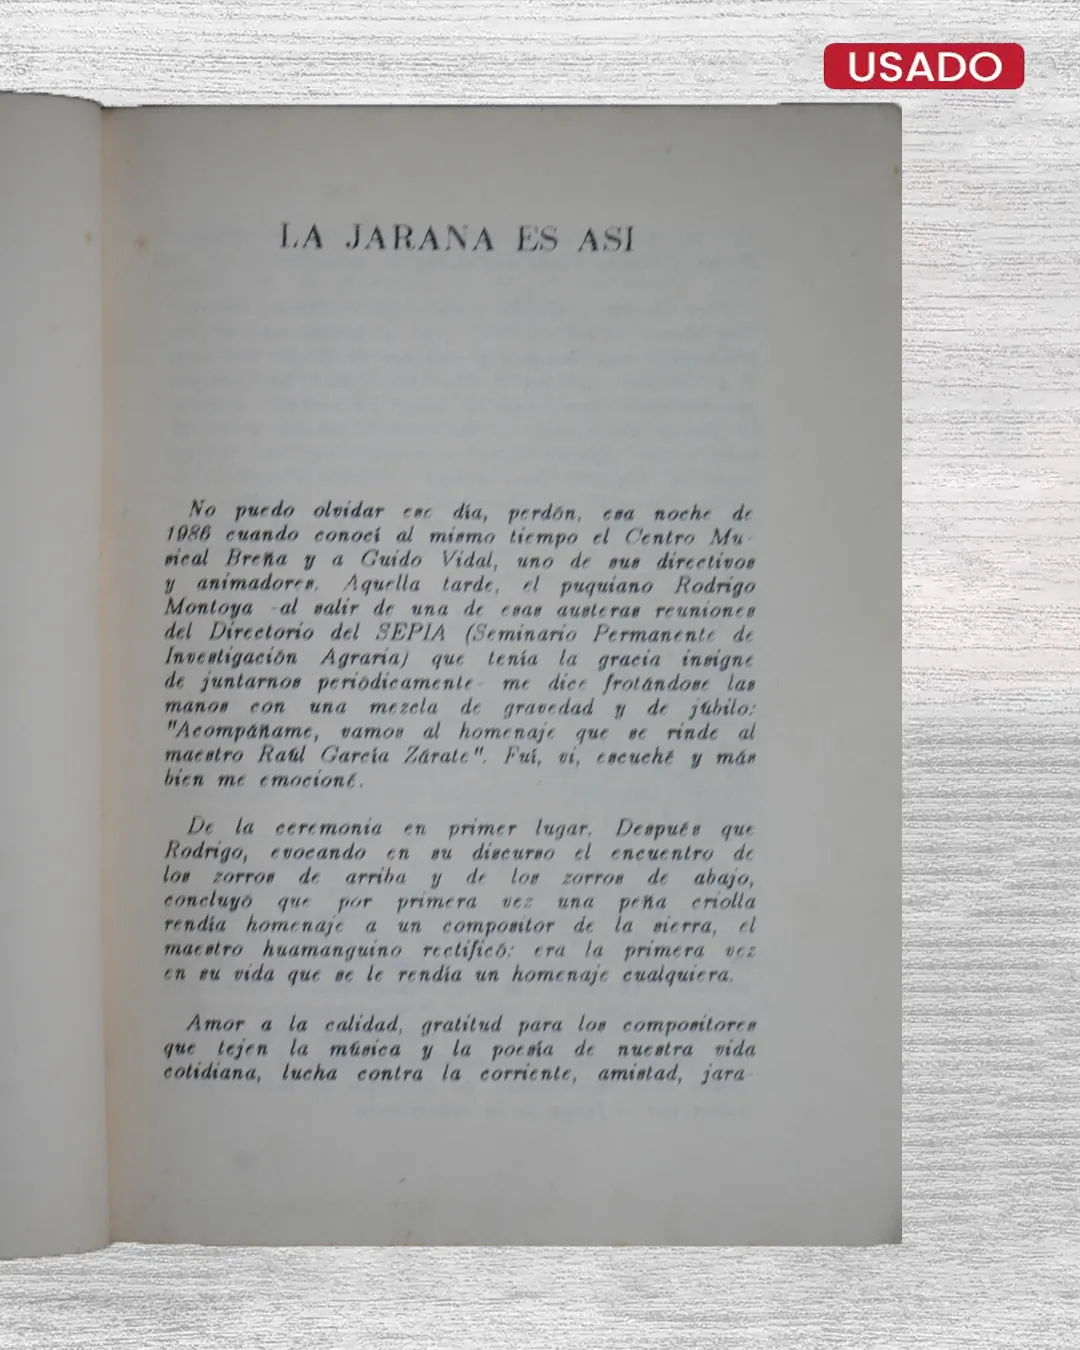 USADO
LA JARANA ES ASI
No puedo olvidar ese día, perdón, esa noche de
1986 cuando conocí al mismo tiempo el Centro Mu-
sical Breña y a Guido Vidal, uno de sus directivos
y animadores. Aquella tarde, el puquiano Rodrigo
Montoya -al salir de una de esas austeras reuniones
del Directorio del SEPIA (Seminario Permanente de
Investigación Agraria) que tenía la gracia insigne
de juntarnos periódicamente- me dice frotándose las
manos con una mezcla de gravedad y de júbilo:
"Acompáñame, vamos al homenaje que se rinde al
maestro Raúl García Zárate". Fuí, ví, escuché y más
bien me emocioné.
De la ceremonia en primer lugar. Después que
Rodrigo, evocando en su discurso el encuentro de
los zorros de arriba y de los zorros de abajo,
concluyó que por primera vez una peña criolla
rendía homenaje a un compositor de la sierra, el
maestro huamanguino rectificó: era la primera vez
en su vida que se le rendía un homenaje cualquiera.
Amor a la calidad, gratitud para los compositores
que tejen la música y la poesía de nuestra vida
cotidiana, lucha contra la corriente, amistad, jara-